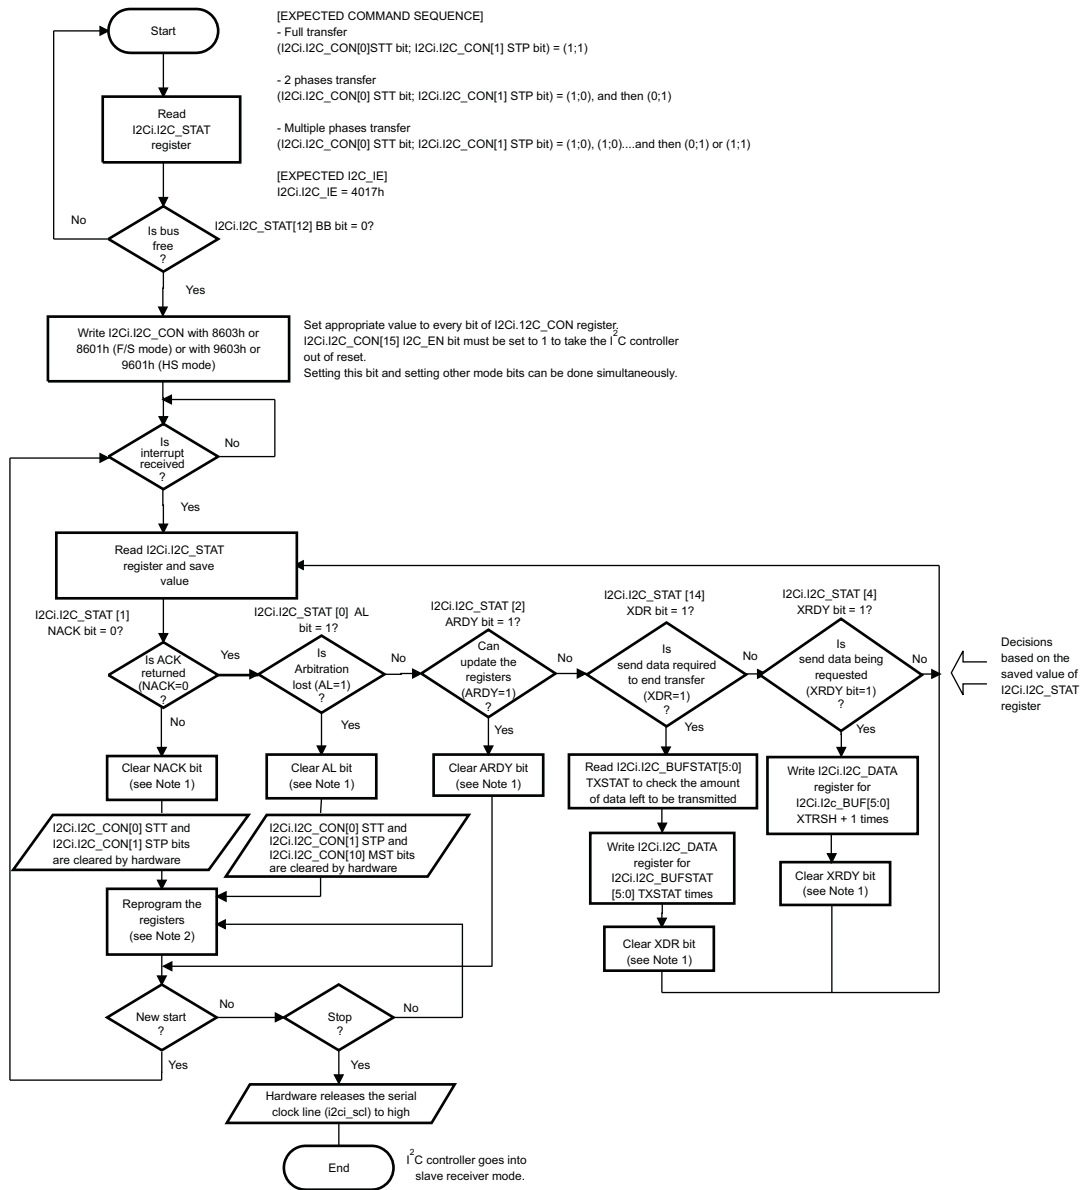 Start
[EXPECTED COMMAND SEQUENCE]
- Full transfer
(I2Ci.I2C_CON[0]STT bit; I2Ci.I2C_CON[1] STP bit) = (1;1)
- 2 phases transfer
(I2Ci.I2C_CON[0] STT bit; I2Ci.I2C_CON[1] STP bit) = (1;0), and then (0;1)
- Multiple phases transfer
(I2Ci.I2C_CON[0] STT bit; I2Ci.I2C_CON[1] STP bit) = (1;0), (1;0)....and then (0;1) or (1;1)
[EXPECTED I2C_IE]
I2Ci.I2C_IE = 4017h
Read
I2Ci.I2C_STAT
register
No
Is bus
free
?
I2Ci.I2C_STAT[12] BB bit = 0?
Yes
Write I2Ci.I2C_CON with 8603h or
8601h (F/S mode) or with 9603h or
9601h (HS mode)
Set appropriate value to every bit of I2Ci.12C_CON register.
I2Ci.I2C_CON[15] I2C_EN bit must be set to 1 to take the I2C controller
out of reset.
Setting this bit and setting other mode bits can be done simultaneously.
Is
interrupt
received
?
No
Yes
Read I2Ci.I2C_STAT
register and save
value
I2Ci.I2C_STAT [1]
NACK bit = 0?
I2Ci.I2C_STAT [0] AL
bit = 1?
I2Ci.I2C_STAT [2]
ARDY bit = 1?
I2Ci.I2C_STAT [14]
XDR bit = 1?
I2Ci.I2C_STAT [4]
XRDY bit = 1?
Is ACK
returned
(NACK=0
?
Yes
No
Is
Arbitration
lost (AL=1)
?
No
Yes
Can
update the
registers
(ARDY=1)
?
No
Yes
Is
send data required
to end transfer
(XDR=1)
?
No
Yes
Is
send data being
requested
(XRDY bit=1)
?
No
Yes
Decisions
based on the
saved value of
I2Ci.I2C_STAT
register
Clear NACK bit
(see Note 1)
Clear AL bit
(see Note 1)
Clear ARDY bit
(see Note 1)
Read I2Ci.I2C_BUFSTAT[5:0]
TXSTAT to check the amount
of data left to be transmitted
Write I2Ci.I2C_DATA
register for
I2Ci.I2c_BUF[5:0]
XTRSH + 1 times
I2Ci.I2C_CON[0] STT and
I2Ci.I2C_CON[1] STP bits
are cleared by hardware
I2Ci.I2C_CON[0] STT and
I2Ci.I2C_CON[1] STP and
I2Ci.I2C_CON[10] MST bits
are cleared by hardware
Write I2Ci.I2C_DATA
register for
I2Ci.I2C_BUFSTAT
[5:0] TXSTAT times
Clear XRDY bit
(see Note 1)
Reprogram the
registers
(see Note 2)
Clear XDR bit
(see Note 1)
New start
?
No
Yes
Stop
?
No
Yes
Hardware releases the serial
clock line (i2ci_scl) to high
End
I2C controller goes into
slave receiver mode.